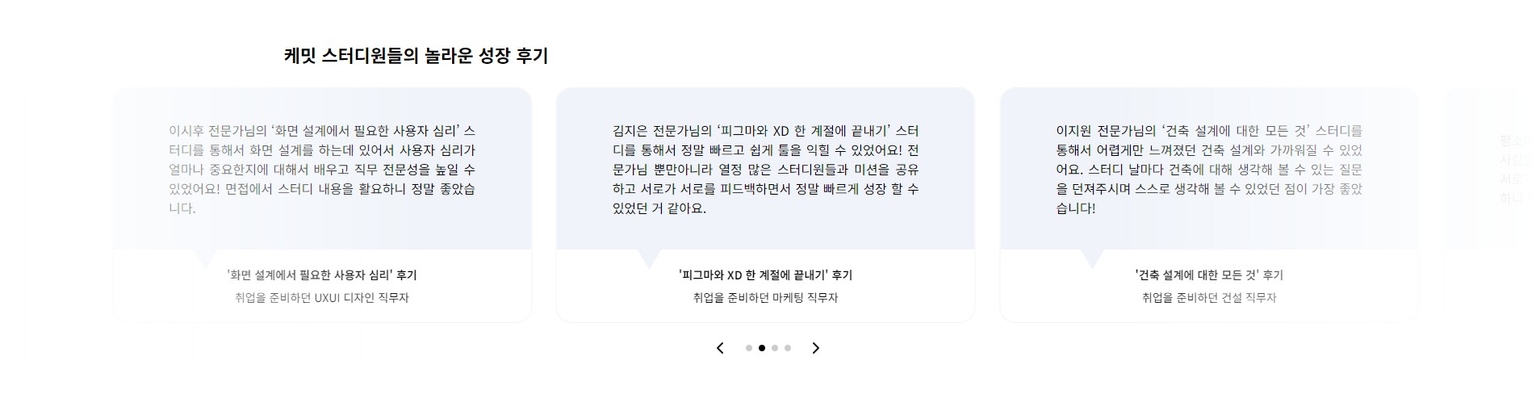 케밋 스터디원들의 놀라운 성장 후기
이시후 전문가님의 ‘화면 설계에서 필요한 사용자 심리’ 스
터디를 통해서 화면 설계를 하는데 있어서 사용자 심리가
얼마나 중요한지에 대해서 배우고 직무 전문성을 높일 수
있었어요! 면접에서 스터디 내용을 활요하니 정말 좋았습
니다.
'화면 설계에서 필요한 사용자 심리' 후기
취업을 준비하던 UXUI 디자인 직무자
김지은 전문가님의 ‘피그마와 XD 한 계절에 끝내기’ 스터
디를 통해서 정말 빠르고 쉽게 툴을 익힐 수 있었어요! 전
문가님 뿐만아니라 열정 많은 스터디원들과 미션을 공유
하고 서로가 서로를 피드백하면서 정말 빠르게 성장 할 수
있었던 거 같아요.
'피그마와 XD 한 계절에 끝내기' 후기
취업을 준비하던 마케팅 직무자
이지원 전문가님의 ‘건축 설계에 대한 모든 것’ 스터디를
통해서 어렵게만 느껴졌던 건축 설계와 가까워질 수 있었
어요. 스터디 날마다 건축에 대해 생각해 볼 수 있는 질문
을 던져주시며 스스로 생각해 볼 수 있었던 점이 가장 좋았
습니다!
'건축 설계에 대한 모든 것' 후기
취업을 준비하던 건설 직무자